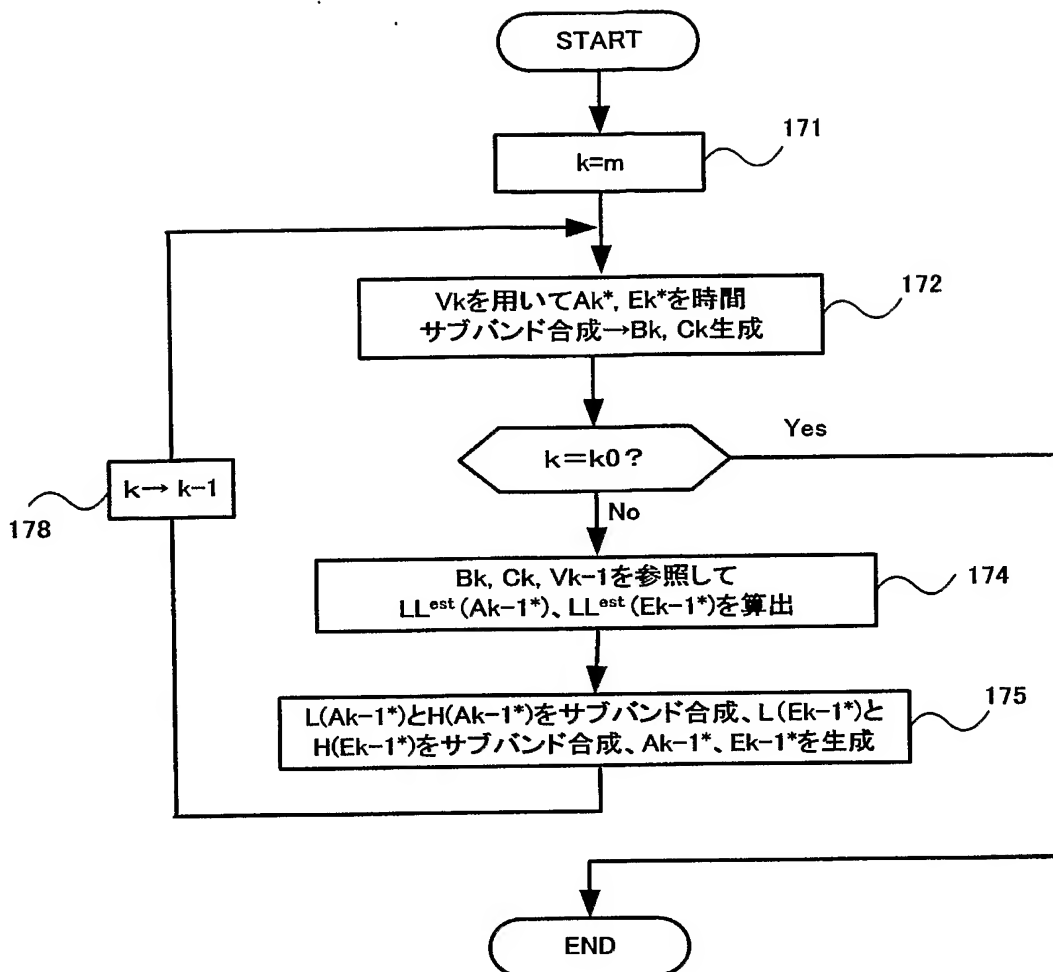 START
171
k=m
172
Vkを用いてAk*, Ek*を時間
サブバンド合成→Bk, Ck生成
Yes
k=k0?
k→ k-1
178
No
174
Bk, Ck, Vk-1を参照して
LLest(Ak-1*)、LLest(Ek-1*)を算出
175
L(Ak-1*)とH(Ak-1*)をサブバンド合成、L(Ek-1*)と
H(Ek-1*)をサブバンド合成、Ak-1*、Ek-1*を生成
END